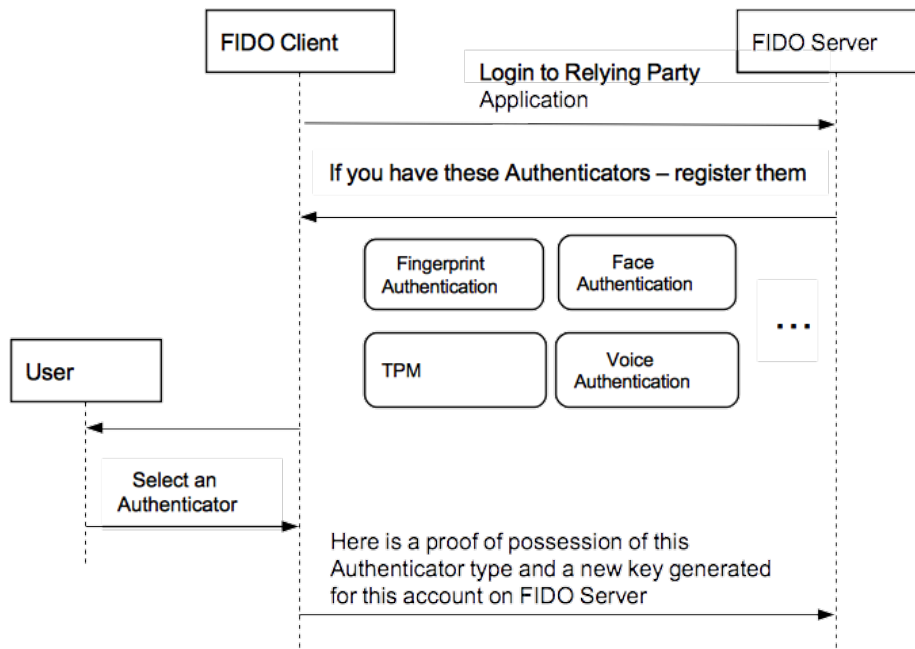 FIDO Client
FIDO Server
Login to Relying Party
Application
If you have these Authenticators – register them
Fingerprint
Authentication
Face
Authentication
...
TPM
Voice
Authentication
User
Select an
Authenticator
Here is a proof of possession of this
Authenticator type and a new key generated
for this account on FIDO Server